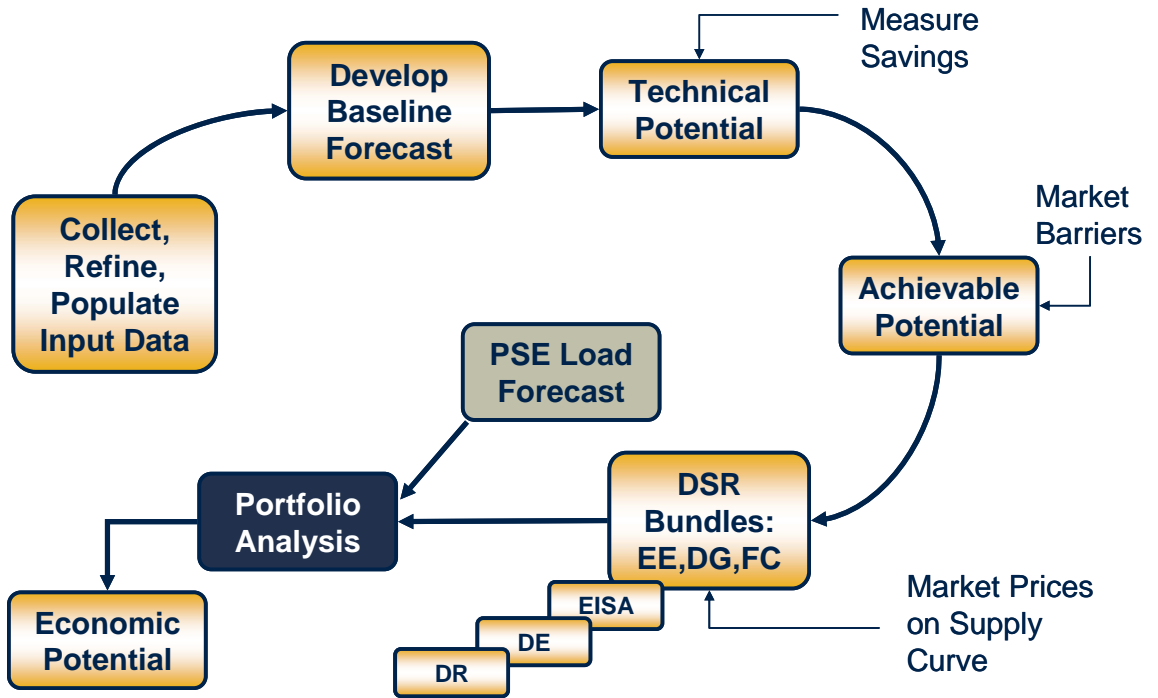 Measure
Savings
Develop
Baseline
Forecast
Technical
Potential
Collect,
Refine,
Populate
Input Data
Market
Barriers
Achievable
Potential
PSE Load
Forecast
DSR
Bundles:
EE,DG,FC
Portfolio
Analysis
EISA
DE
DR
Market Prices
on Supply
Curve
Economic
Potential